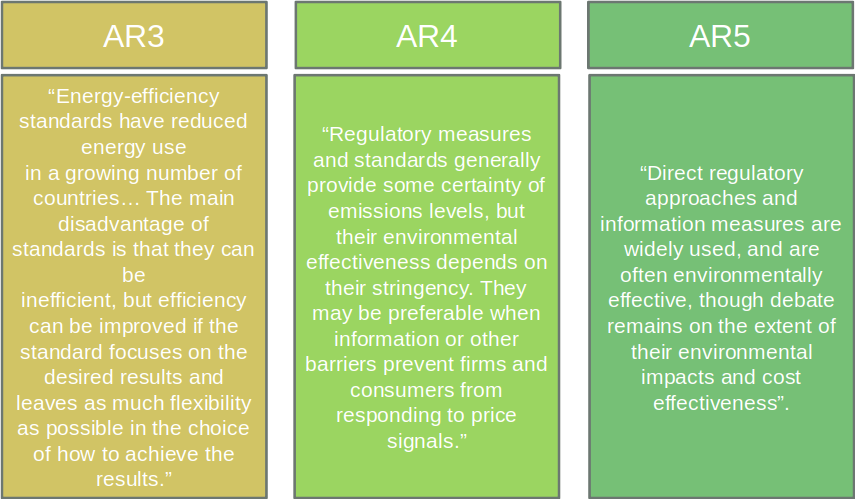 AR3
“Energy-efficiency
standards have reduced
energy use
in a growing number of
countries… The main
disadvantage of
standards is that they can
be
inefficient, but efficiency
can be improved if the
standard focuses on the
desired results and
leaves as much flexibility
as possible in the choice
of how to achieve the
results.”
AR4
“Regulatory measures
and standards generally
provide some certainty of
emissions levels, but
their environmental
effectiveness depends on
their stringency. They
may be preferable when
information or other
barriers prevent firms and
consumers from
responding to price
signals.”
AR5
“Direct regulatory
approaches and
information measures are
widely used, and are
often environmentally
effective, though debate
remains on the extent of
their environmental
impacts and cost
effectiveness”.